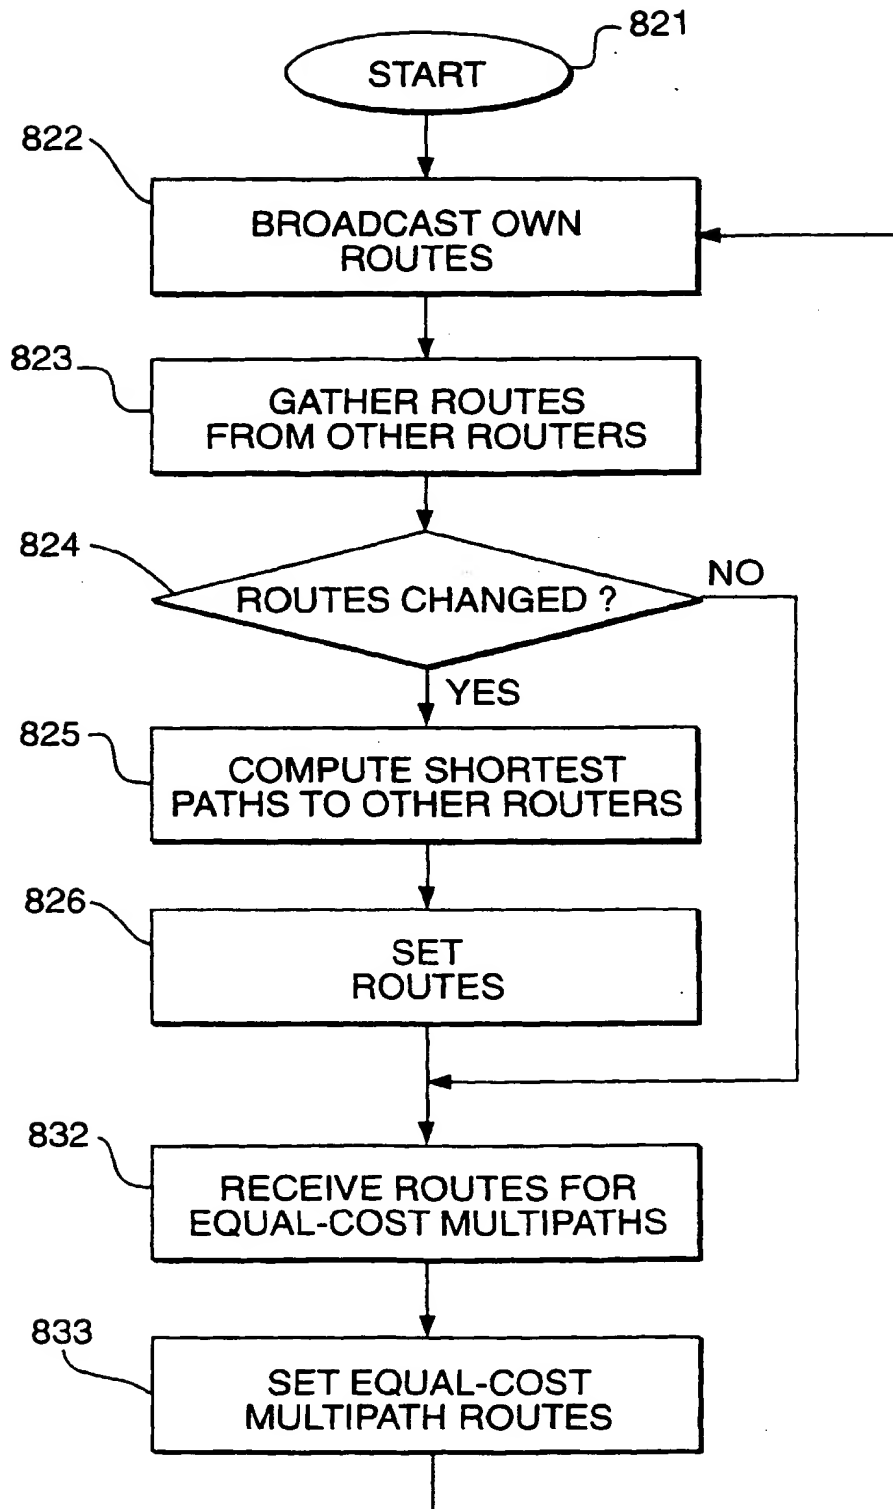 821
START
822
BROADCAST OWN
ROUTES
823
GATHER ROUTES
FROM OTHER ROUTERS
824
ROUTES CHANGED ?
NO
YES
825
COMPUTE SHORTEST
PATHS TO OTHER ROUTERS
826
SET
ROUTES
832
RECEIVE ROUTES FOR
EQUAL-COST MULTIPATHS
833
SET EQUAL-COST
MULTIPATH ROUTES